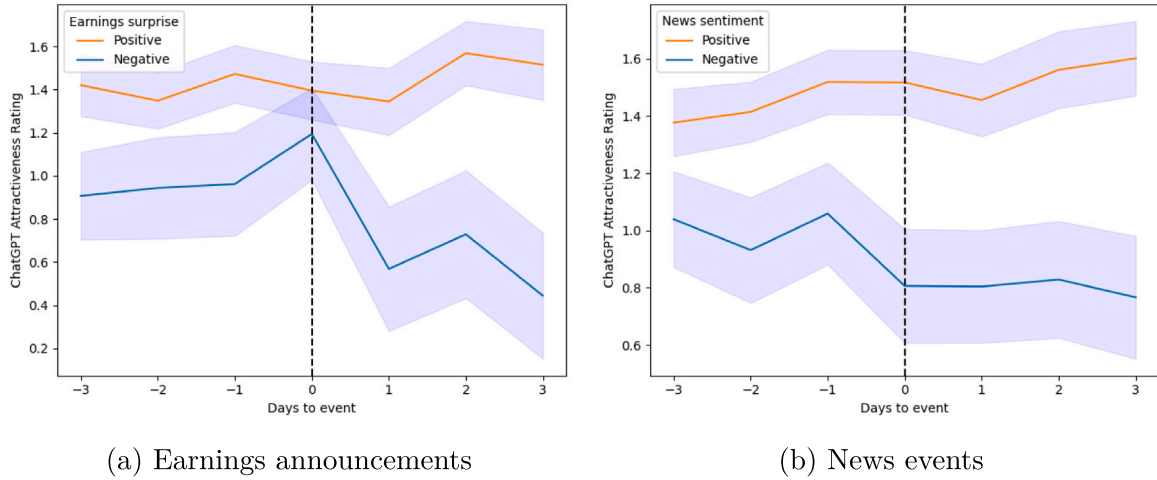 Earnings surprise
Positive
Negative
ChatGPT Attractiveness Rating
1.6
1.4
1.2
1.0
0.8
0.6
0.4
0.2
−3
−2
−1
0
1
2
3
Days to event
(a) Earnings announcements
News sentiment
Positive
Negative
ChatGPT Attractiveness Rating
1.6
1.4
1.2
1.0
0.8
0.6
−3
−2
−1
0
1
2
3
Days to event
(b) News events